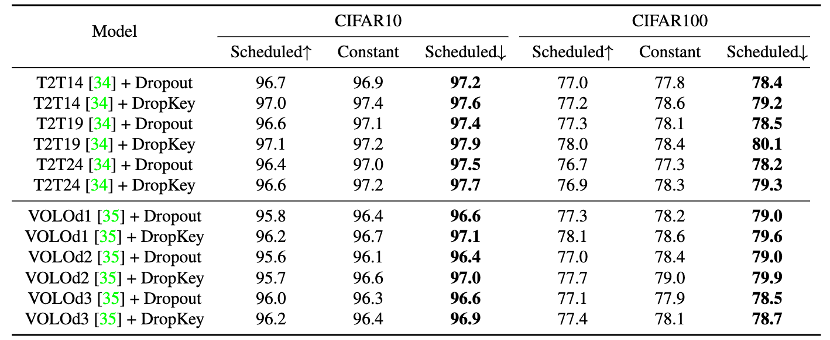 Model CIFAR10 CIFAR100
Scheduled↑ Constant Scheduled↓ Scheduled↑ Constant Scheduled↓
T2T14 [34] + Dropout 96.7 96.9 97.2 77.0 77.8 78.4
T2T14 [34] + DropKey 97.0 97.4 97.6 77.2 78.6 79.2
T2T19 [34] + Dropout 96.6 97.1 97.4 77.3 78.1 78.5
T2T19 [34] + DropKey 97.1 97.2 97.9 78.0 78.4 80.1
T2T24 [34] + Dropout 96.4 97.0 97.5 76.7 77.3 78.2
T2T24 [34] + DropKey 96.6 97.2 97.7 76.9 78.3 79.3
VOLOd1 [35] + Dropout 95.8 96.4 96.6 77.3 78.2 79.0
VOLOd1 [35] + DropKey 96.2 96.7 97.1 78.1 78.6 79.6
VOLOd2 [35] + Dropout 95.6 96.1 96.4 77.0 78.4 79.0
VOLOd2 [35] + DropKey 95.7 96.6 97.0 77.7 79.0 79.9
VOLOd3 [35] + Dropout 96.0 96.3 96.6 77.1 77.9 78.5
VOLOd3 [35] + DropKey 96.2 96.4 96.9 77.4 78.1 78.7